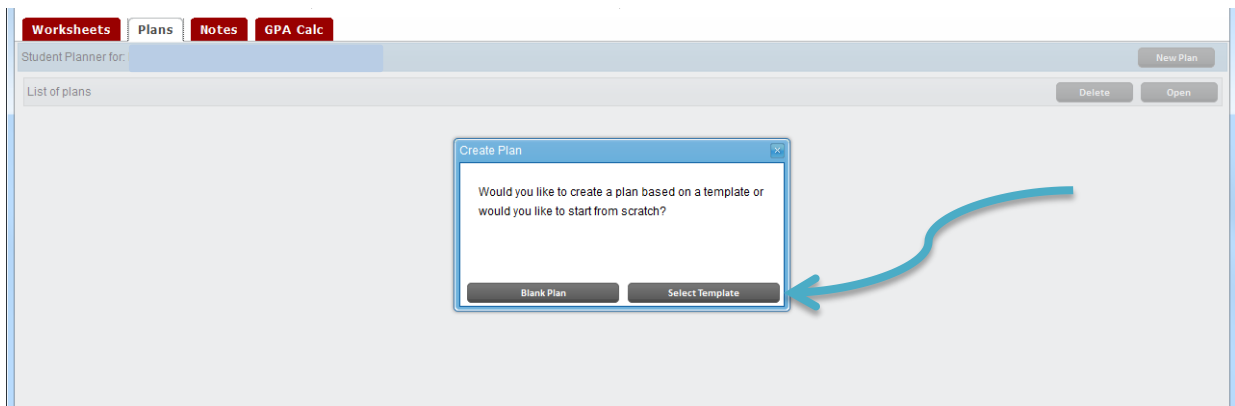 Worksheets Plans Notes GPA Calc
Student Planner for:
New Plan
List of plans
Delete Open
Create Plan
Would you like to create a plan based on a template or
would you like to start from scratch?
Blank Plan Select Template